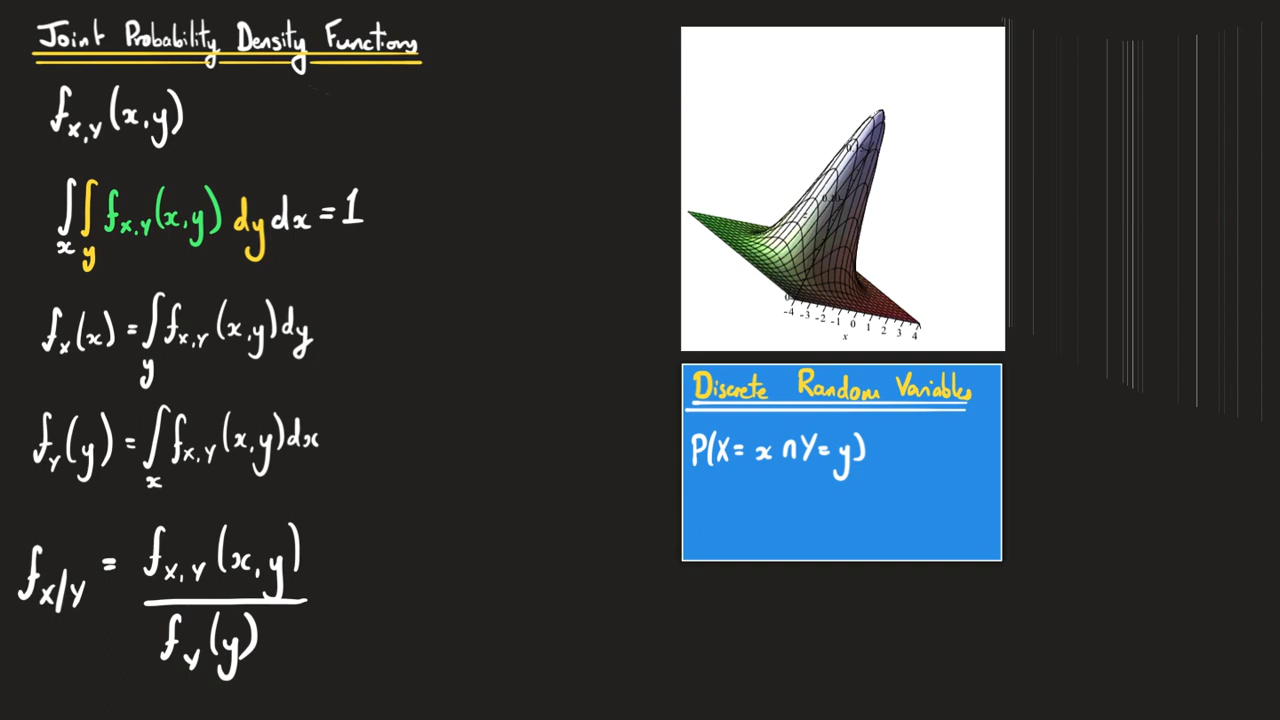 Joint Probability Density Functions
f_{X,Y}(x,y)
∫_x ∫_y f_{X,Y}(x,y) dy dx = 1
f_X(x) = ∫_y f_{X,Y}(x,y) dy
f_Y(y) = ∫_x f_{X,Y}(x,y) dx
f_{X/Y} = f_{X,Y}(x,y) / f_Y(y)
-4 -3 -2 -1 0 1 2 3 4
x
Discrete Random Variables
P(X = x ∩ Y = y)